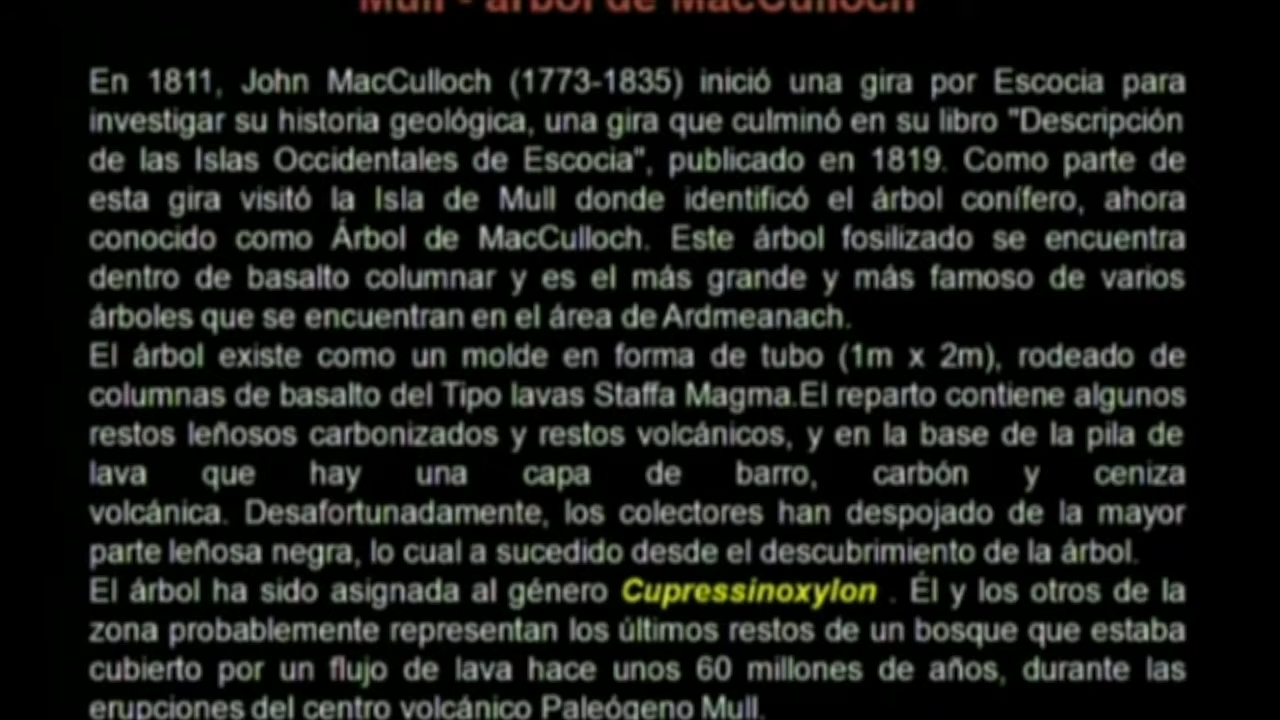 Mull - árbol de MacCulloch
En 1811, John MacCulloch (1773-1835) inició una gira por Escocia para
investigar su historia geológica, una gira que culminó en su libro "Descripción
de las Islas Occidentales de Escocia", publicado en 1819. Como parte de
esta gira visitó la Isla de Mull donde identificó el árbol conífero, ahora
conocido como Árbol de MacCulloch. Este árbol fosilizado se encuentra
dentro de basalto columnar y es el más grande y más famoso de varios
árboles que se encuentran en el área de Ardmeanach.
El árbol existe como un molde en forma de tubo (1m x 2m), rodeado de
columnas de basalto del Tipo lavas Staffa Magma.El reparto contiene algunos
restos leñosos carbonizados y restos volcánicos, y en la base de la pila de
lava que hay una capa de barro, carbón y ceniza
volcánica. Desafortunadamente, los colectores han despojado de la mayor
parte leñosa negra, lo cual a sucedido desde el descubrimiento de la árbol.
El árbol ha sido asignada al género Cupressinoxylon . Él y los otros de la
zona probablemente representan los últimos restos de un bosque que estaba
cubierto por un flujo de lava hace unos 60 millones de años, durante las
erupciones del centro volcánico Paleógeno Mull.